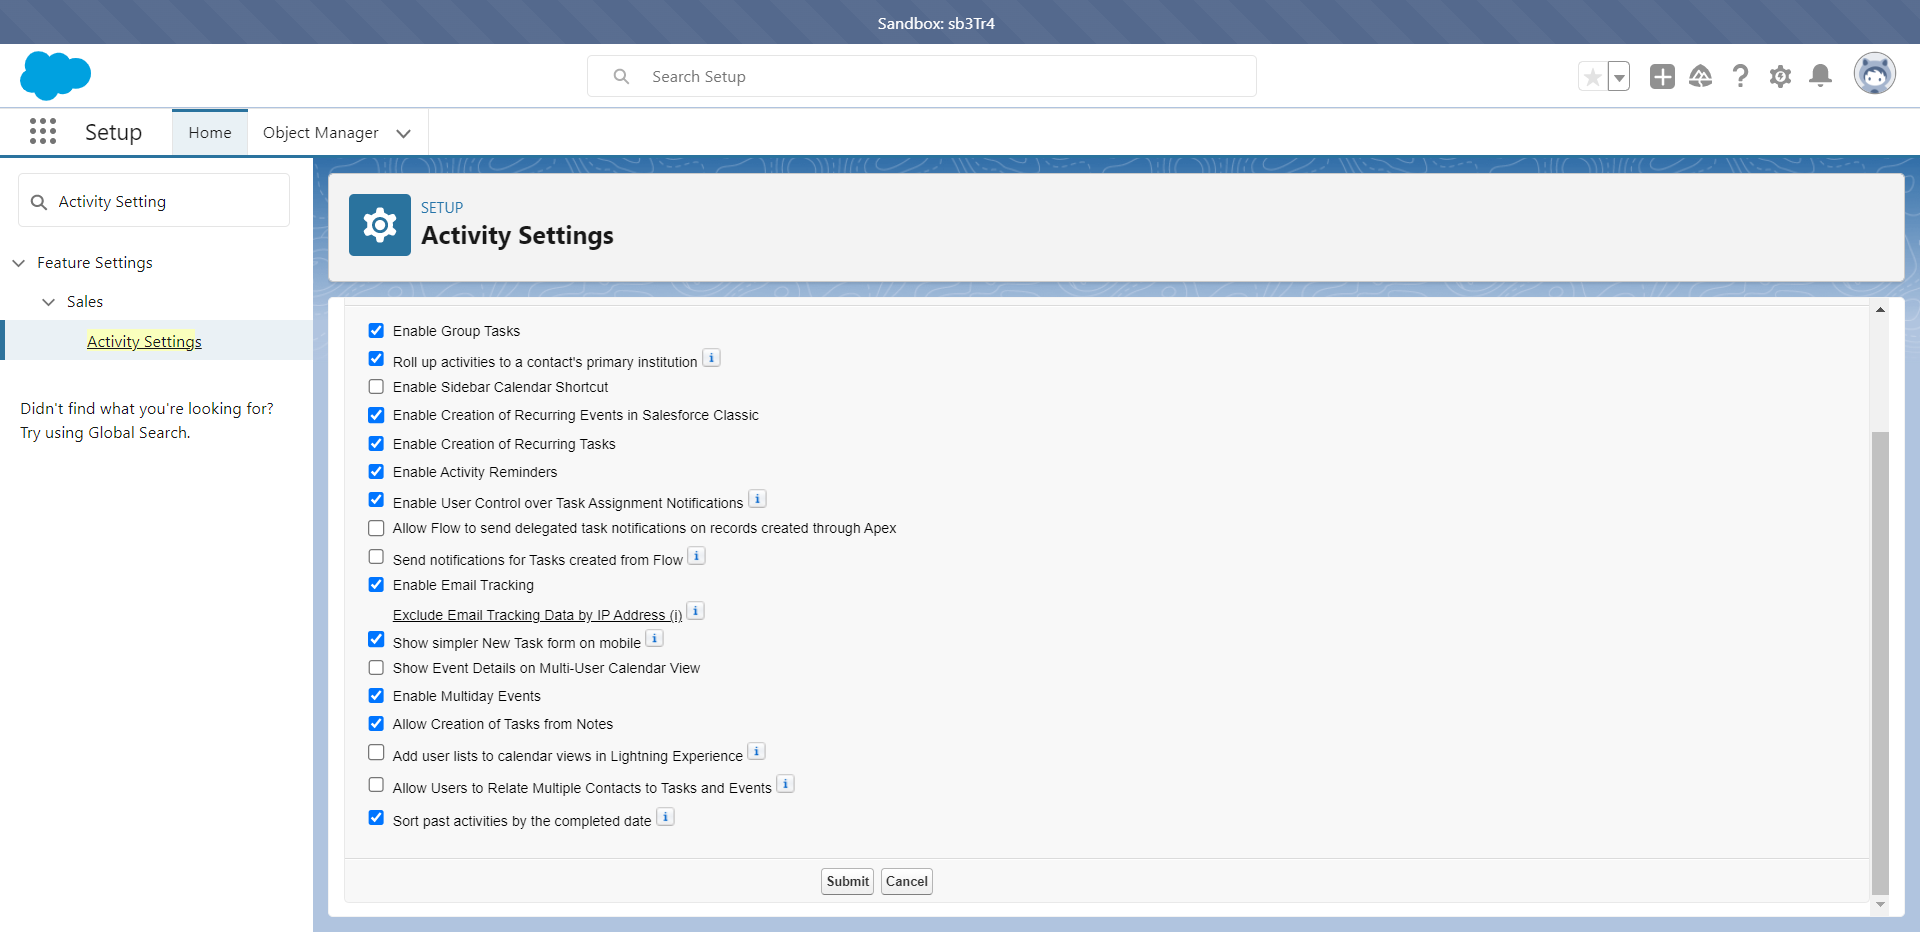 Sandbox: sb3Tr4
Search Setup
Setup
Home
Object Manager
Activity Setting
Feature Settings
Sales
Activity Settings
Didn't find what you're looking for?
Try using Global Search.
SETUP
Activity Settings
Enable Group Tasks
Roll up activities to a contact's primary institution
Enable Sidebar Calendar Shortcut
Enable Creation of Recurring Events in Salesforce Classic
Enable Creation of Recurring Tasks
Enable Activity Reminders
Enable User Control over Task Assignment Notifications
Allow Flow to send delegated task notifications on records created through Apex
Send notifications for Tasks created from Flow
Enable Email Tracking
Exclude Email Tracking Data by IP Address (i)
Show simpler New Task form on mobile
Show Event Details on Multi-User Calendar View
Enable Multiday Events
Allow Creation of Tasks from Notes
Add user lists to calendar views in Lightning Experience
Allow Users to Relate Multiple Contacts to Tasks and Events
Sort past activities by the completed date
Submit Cancel